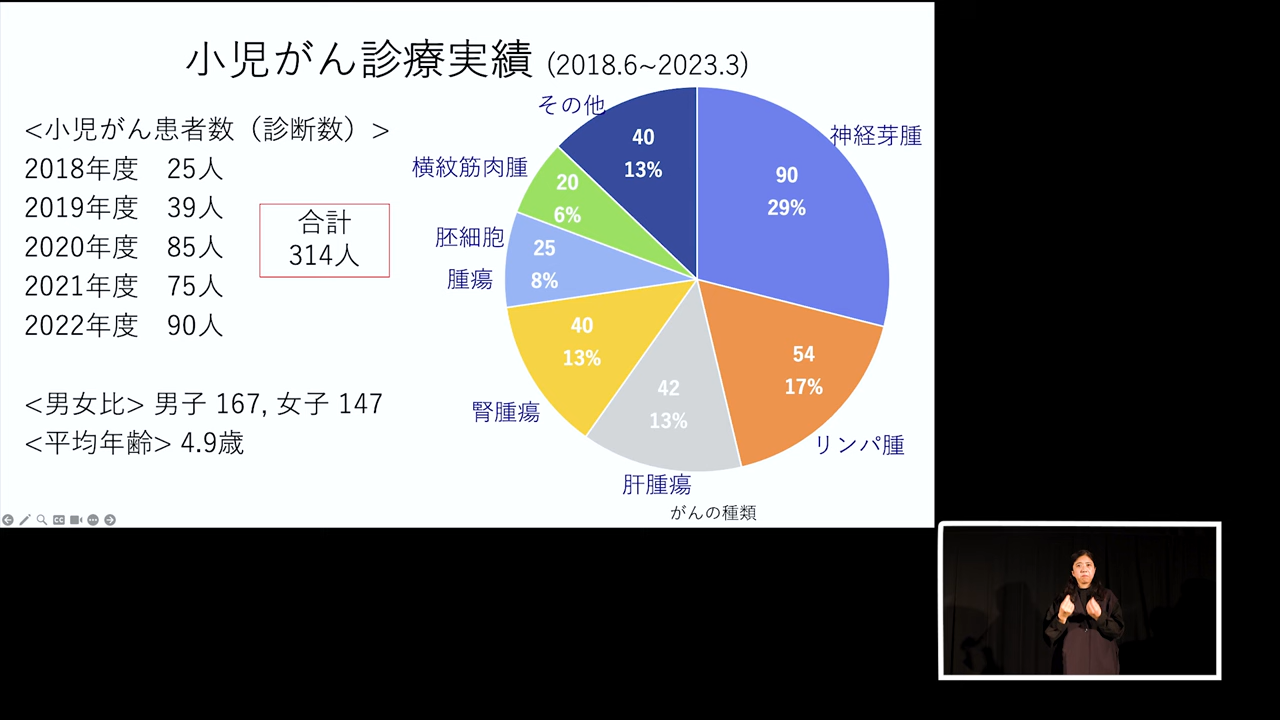 小児がん診療実績 (2018.6~2023.3)
<小児がん患者数（診断数）>
2018年度 25人
2019年度 39人
2020年度 85人
2021年度 75人
2022年度 90人
合計
314人
<男女比> 男子 167, 女子 147
<平均年齢> 4.9歳
その他
40
13%
神経芽腫
90
29%
横紋筋肉腫
20
6%
胚細胞
腫瘍
25
8%
腎腫瘍
40
13%
肝腫瘍
42
13%
リンパ腫
54
17%
がんの種類
CC